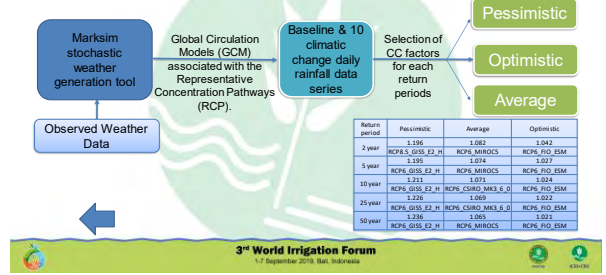 Marksim
stochastic
weather
generation tool
Observed Weather
Data
Global Circulation
Models (GCM)
associated with the
Representative
Concentration Pathways
(RCP).
Baseline & 10
climatic
change daily
rainfall data
series
Selection of
CC factors
for each
return
periods
Pessimistic
Optimistic
Average
Return period Pessimistic Average Optimistic
2 year 1.196 1.082 1.042
RCP8.5_GISS_E2_H RCP6_MIROC5 RCP6_FIO_ESM
5 year 1.195 1.074 1.027
RCP6_GISS_E2_H RCP6_MIROC5 RCP6_FIO_ESM
10 year 1.211 1.071 1.024
RCP6_GISS_E2_H RCP6_CSIRO_MK3_6_0 RCP6_FIO_ESM
25 year 1.226 1.069 1.022
RCP6_GISS_E2_H RCP6_CSIRO_MK3_6_0 RCP6_FIO_ESM
50 year 1.236 1.065 1.021
RCP6_GISS_E2_H RCP6_MIROC5 RCP6_FIO_ESM
3rd World Irrigation Forum
1-7 September 2019, Bali, Indonesia